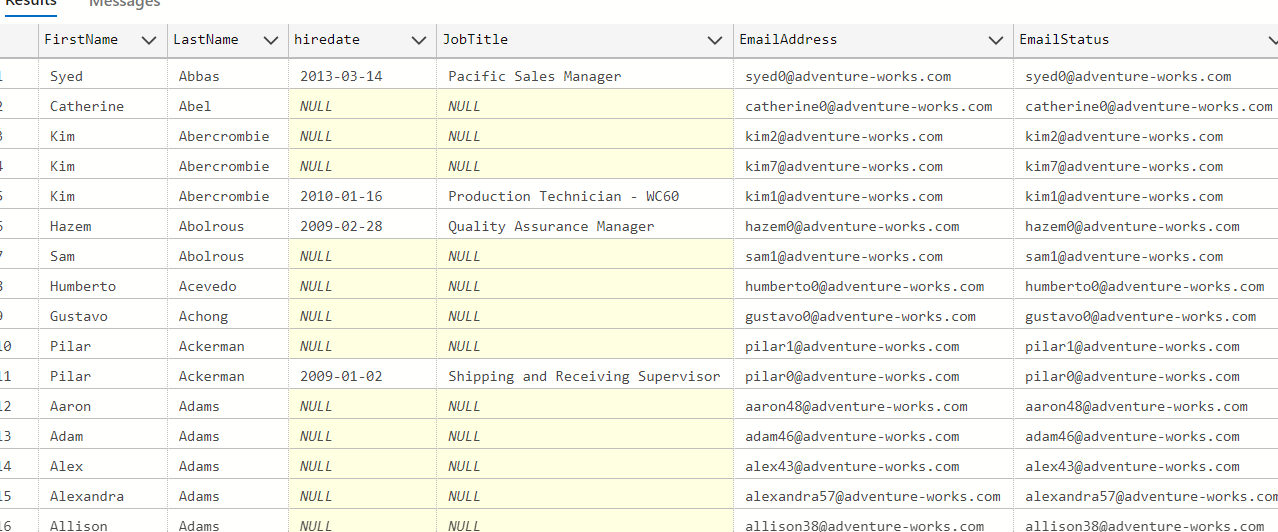 Results Messages
FirstName LastName hiredate JobTitle EmailAddress EmailStatus
1 Syed Abbas 2013-03-14 Pacific Sales Manager syed0@adventure-works.com syed0@adventure-works.com
2 Catherine Abel NULL NULL catherine0@adventure-works.com catherine0@adventure-works.com
3 Kim Abercrombie NULL NULL kim2@adventure-works.com kim2@adventure-works.com
4 Kim Abercrombie NULL NULL kim7@adventure-works.com kim7@adventure-works.com
5 Kim Abercrombie 2010-01-16 Production Technician - WC60 kim1@adventure-works.com kim1@adventure-works.com
6 Hazem Abolrous 2009-02-28 Quality Assurance Manager hazem0@adventure-works.com hazem0@adventure-works.com
7 Sam Abolrous NULL NULL sam1@adventure-works.com sam1@adventure-works.com
8 Humberto Acevedo NULL NULL humberto0@adventure-works.com humberto0@adventure-works.com
9 Gustavo Achong NULL NULL gustavo0@adventure-works.com gustavo0@adventure-works.com
10 Pilar Ackerman NULL NULL pilar1@adventure-works.com pilar1@adventure-works.com
11 Pilar Ackerman 2009-01-02 Shipping and Receiving Supervisor pilar0@adventure-works.com pilar0@adventure-works.com
12 Aaron Adams NULL NULL aaron48@adventure-works.com aaron48@adventure-works.com
13 Adam Adams NULL NULL adam46@adventure-works.com adam46@adventure-works.com
14 Alex Adams NULL NULL alex43@adventure-works.com alex43@adventure-works.com
15 Alexandra Adams NULL NULL alexandra57@adventure-works.com alexandra57@adventure-works.com
16 Allison Adams NULL NULL allison38@adventure-works.com allison38@adventure-works.com